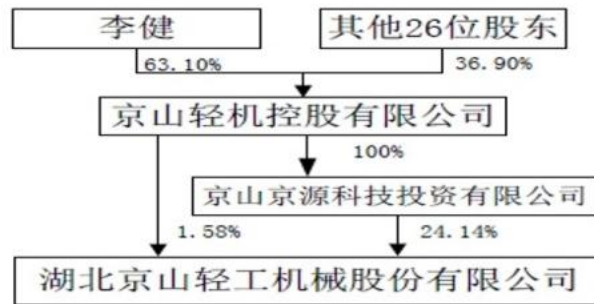 李健
其他26位股东
63.10%
36.90%
京山轻机控股有限公司
100%
京山京源科技投资有限公司
1.58%
24.14%
湖北京山轻工机械股份有限公司